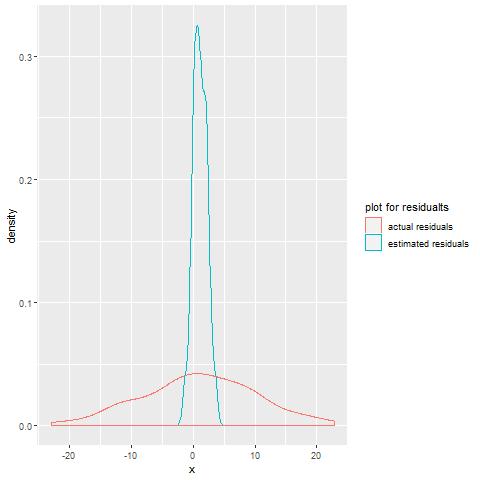 0.3
0.2
0.1
0.0
density
-20
-10
0
10
20
x
plot for residualts
actual residuals
estimated residuals